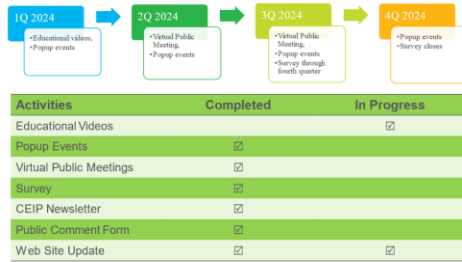 1Q 2024
•Educational videos,
•Popup events
2Q 2024
•Virtual Public
Meeting,
•Popup events
3Q 2024
•Virtual Public
Meeting,
•Popup events
•Survey through
fourth quarter
4Q 2024
•Popup events
•Survey closes
Activities Completed In Progress
Educational Videos ☑
Popup Events ☑
Virtual Public Meetings ☑
Survey ☑
CEIP Newsletter ☑
Public Comment Form ☑
Web Site Update ☑ ☑